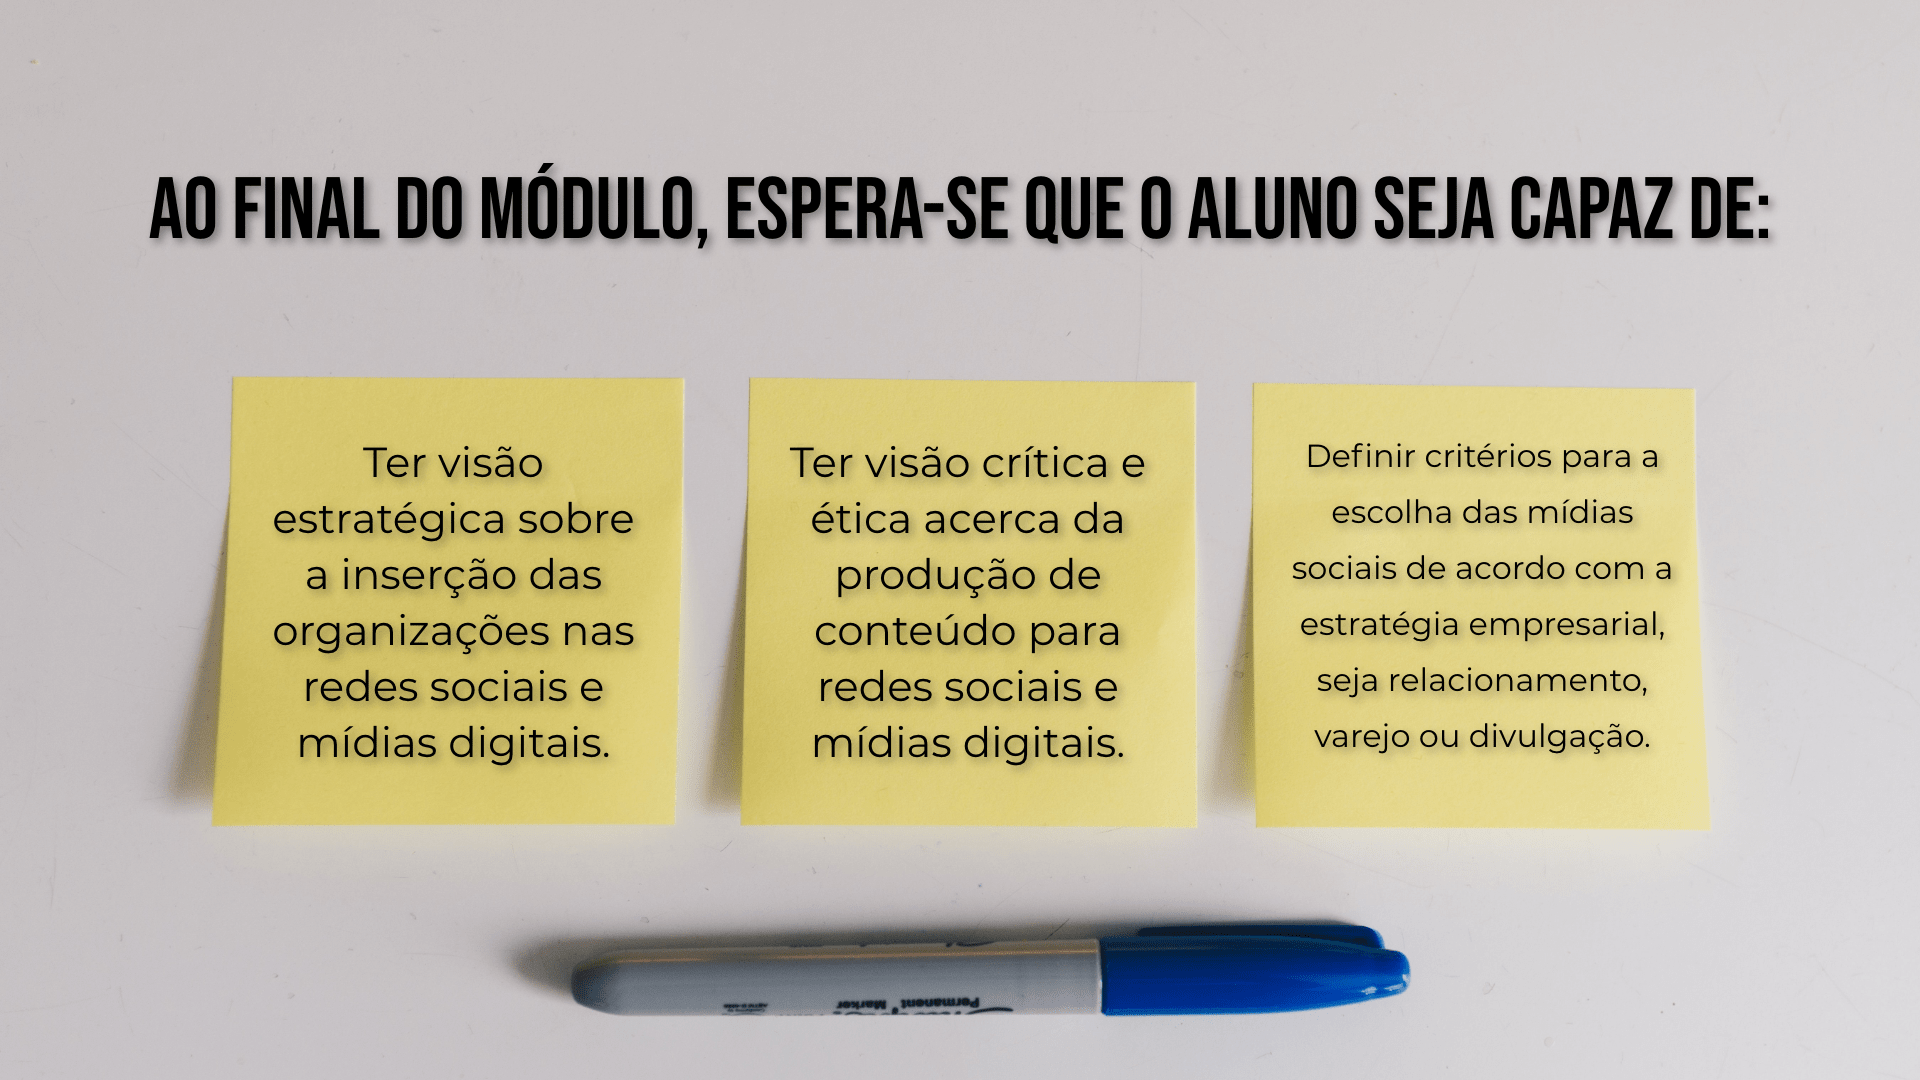 AO FINAL DO MÓDULO, ESPERA-SE QUE O ALUNO SEJA CAPAZ DE:
Ter visão
estratégica sobre
a inserção das
organizações nas
redes sociais e
mídias digitais.
Ter visão crítica e
ética acerca da
produção de
conteúdo para
redes sociais e
mídias digitais.
Definir critérios para a
escolha das mídias
sociais de acordo com a
estratégia empresarial,
seja relacionamento,
varejo ou divulgação.
Permanent Marker